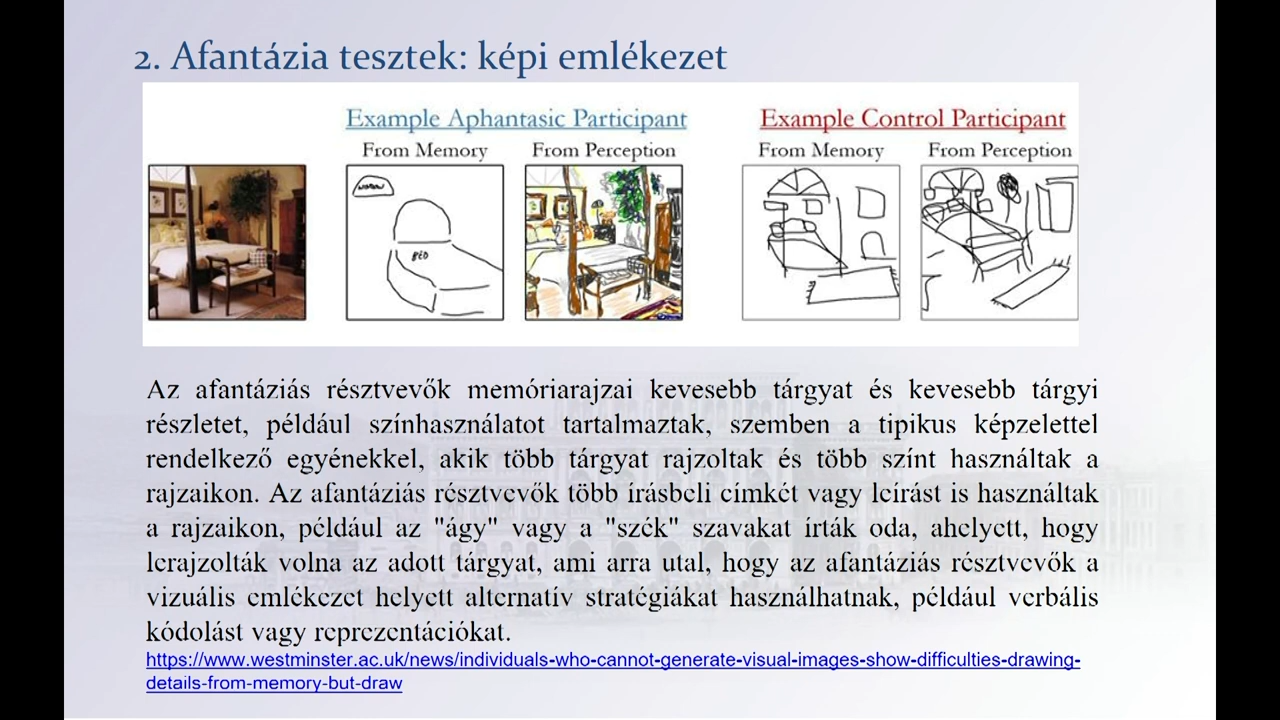 2. Afantázia tesztek: képi emlékezet
Example Aphantasic Participant
Example Control Participant
From Memory
From Perception
From Memory
From Perception
WINDOW
BED
Az afantáziás résztvevők memóriarajzai kevesebb tárgyat és kevesebb tárgyi
részletet, például színhasználatot tartalmaztak, szemben a tipikus képzelettel
rendelkező egyénekkel, akik több tárgyat rajzoltak és több színt használtak a
rajzaikon. Az afantáziás résztvevők több írásbeli címkét vagy leírást is használtak
a rajzaikon, például az "ágy" vagy a "szék" szavakat írták oda, ahelyett, hogy
lerajzolták volna az adott tárgyat, ami arra utal, hogy az afantáziás résztvevők a
vizuális emlékezet helyett alternatív stratégiákat használhatnak, például verbális
kódolást vagy reprezentációkat.
https://www.westminster.ac.uk/news/individuals-who-cannot-generate-visual-images-show-difficulties-drawing-
details-from-memory-but-draw